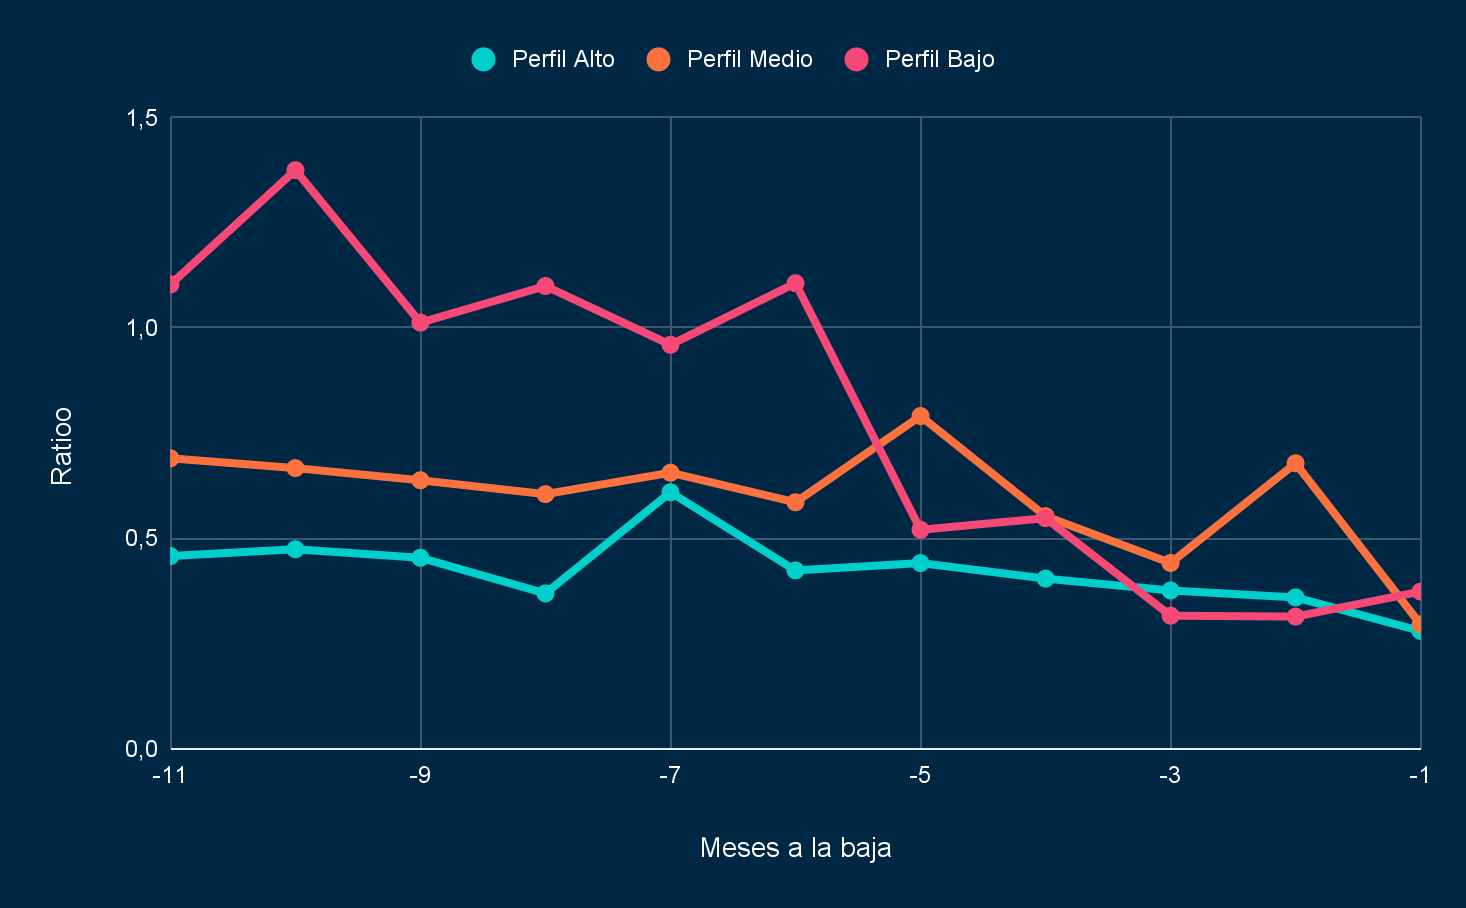 Perfil Alto Perfil Medio Perfil Bajo
1,5
1,0
0,5
0,0
Ratioo
-11 -9 -7 -5 -3 -1
Meses a la baja